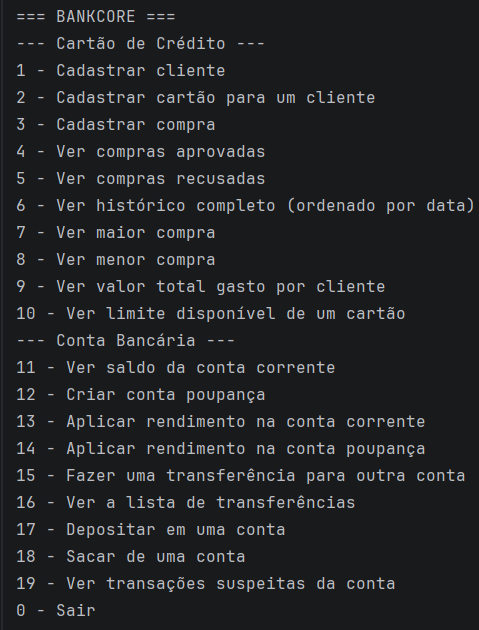 === BANKCORE ===
--- Cartão de Crédito ---
1 - Cadastrar cliente
2 - Cadastrar cartão para um cliente
3 - Cadastrar compra
4 - Ver compras aprovadas
5 - Ver compras recusadas
6 - Ver histórico completo (ordenado por data)
7 - Ver maior compra
8 - Ver menor compra
9 - Ver valor total gasto por cliente
10 - Ver limite disponível de um cartão
--- Conta Bancária ---
11 - Ver saldo da conta corrente
12 - Criar conta poupança
13 - Aplicar rendimento na conta corrente
14 - Aplicar rendimento na conta poupança
15 - Fazer uma transferência para outra conta
16 - Ver a lista de transferências
17 - Depositar em uma conta
18 - Sacar de uma conta
19 - Ver transações suspeitas da conta
0 - Sair